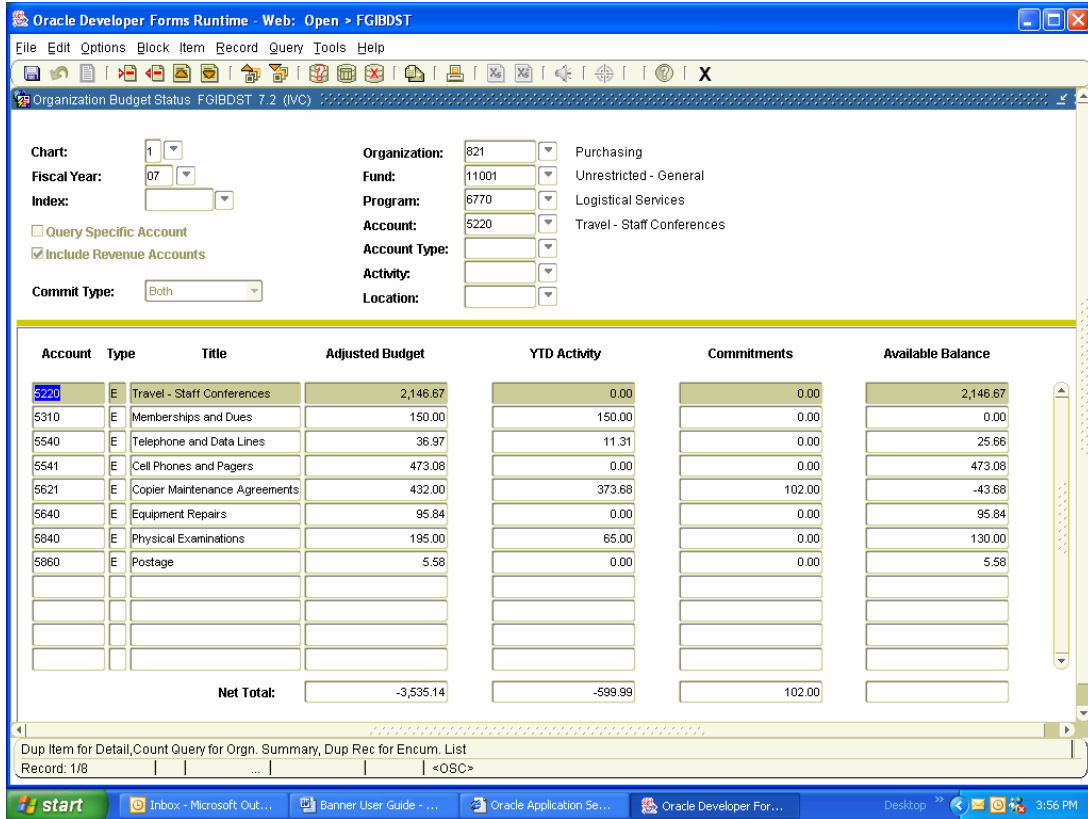 Oracle Developer Forms Runtime - Web: Open > FGIBDST
File Edit Options Block Item Record Query Tools Help
Organization Budget Status FGIBDST 7.2 (IVC)
Chart: 1 Organization: 821 Purchasing
Fiscal Year: 07 Fund: 11001 Unrestricted - General
Index: Program: 6770 Logistical Services
Query Specific Account Account: 5220 Travel - Staff Conferences
Include Revenue Accounts Account Type:
Activity:
Commit Type: Both Location:
Account Type Title Adjusted Budget YTD Activity Commitments Available Balance
5220 E Travel - Staff Conferences 2,146.67 0.00 0.00 2,146.67
5310 E Memberships and Dues 150.00 150.00 0.00 0.00
5540 E Telephone and Data Lines 36.97 11.31 0.00 25.66
5541 E Cell Phones and Pagers 473.08 0.00 0.00 473.08
5621 E Copier Maintenance Agreements 432.00 373.68 102.00 -43.68
5640 E Equipment Repairs 95.84 0.00 0.00 95.84
5840 E Physical Examinations 195.00 65.00 0.00 130.00
5860 E Postage 5.58 0.00 0.00 5.58
Net Total: -3,535.14 -599.99 102.00
Dup Item for Detail,Count Query for Orgn. Summary, Dup Rec for Encum. List
Record: 1/8 ... <OSC>
start Inbox - Microsoft Out... Banner User Guide - ... Oracle Application Se... Oracle Developer For... Desktop » 3:56 PM